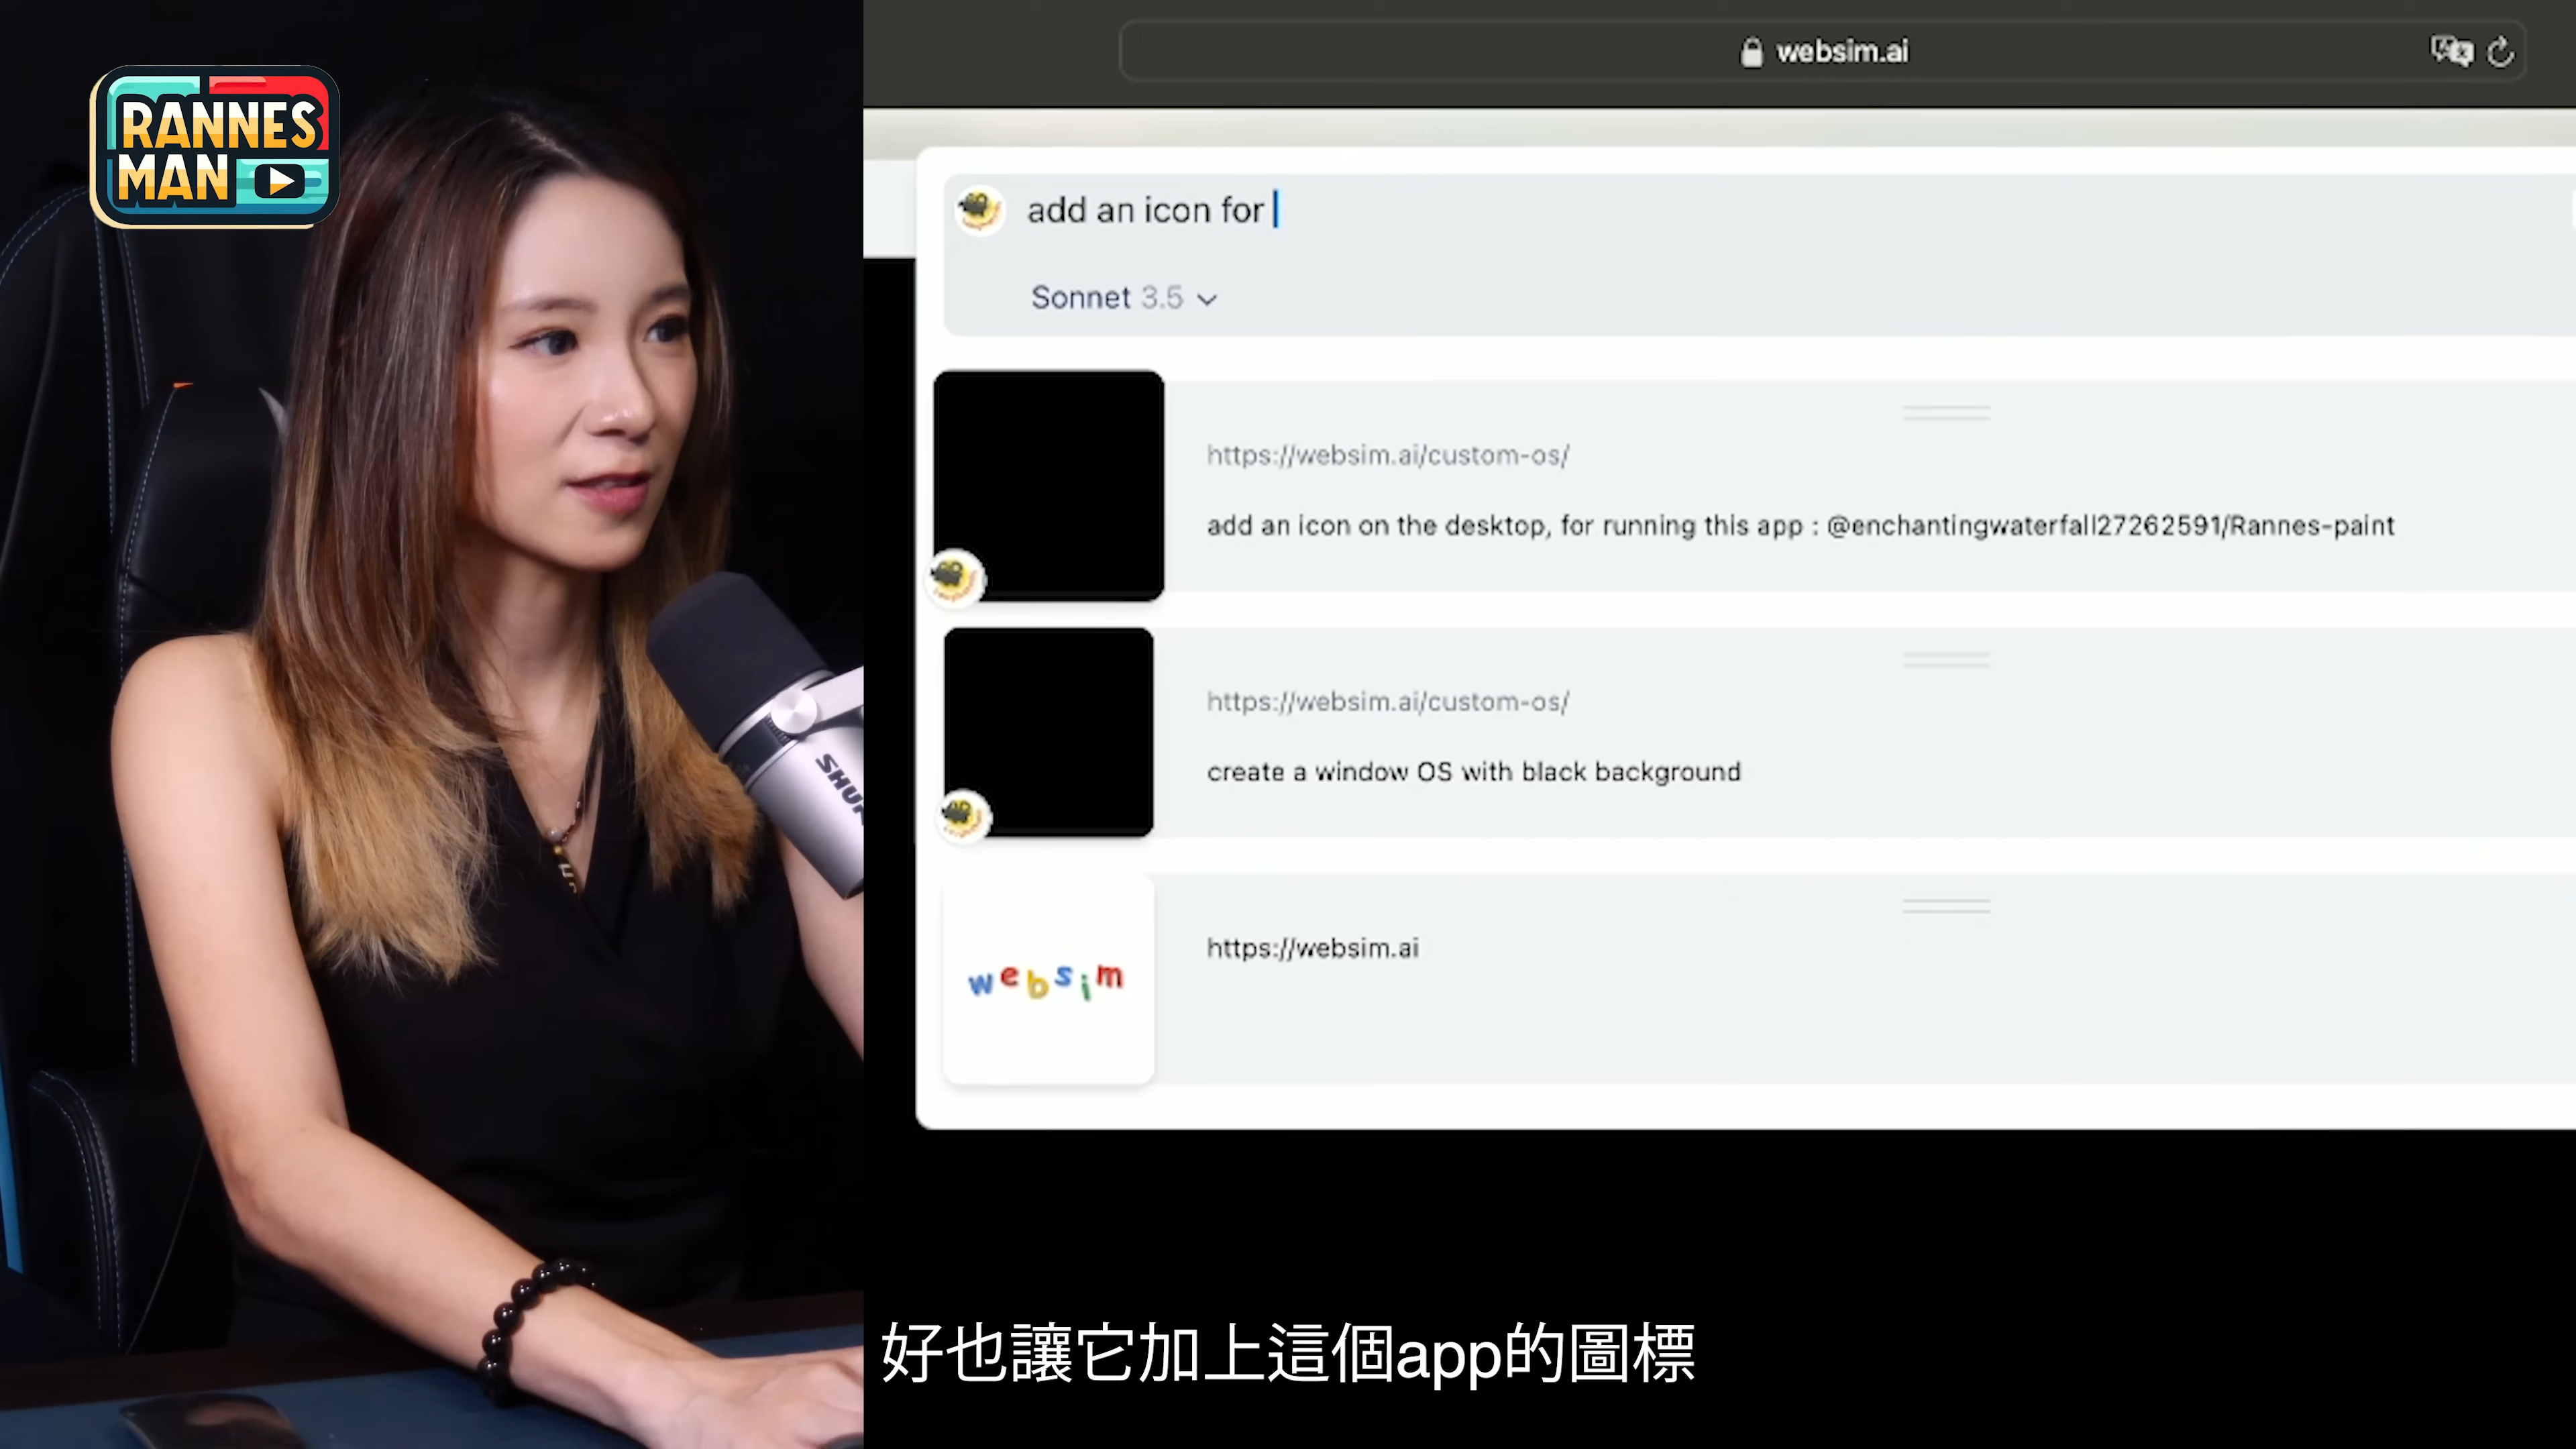 RANNES
MAN
websim.ai
add an icon for
Sonnet 3.5
https://websim.ai/custom-os/
add an icon on the desktop, for running this app : @enchantingwaterfall27262591/Rannes-paint
https://websim.ai/custom-os/
create a window OS with black background
websim
https://websim.ai
SHUR
好也讓它加上這個app的圖標